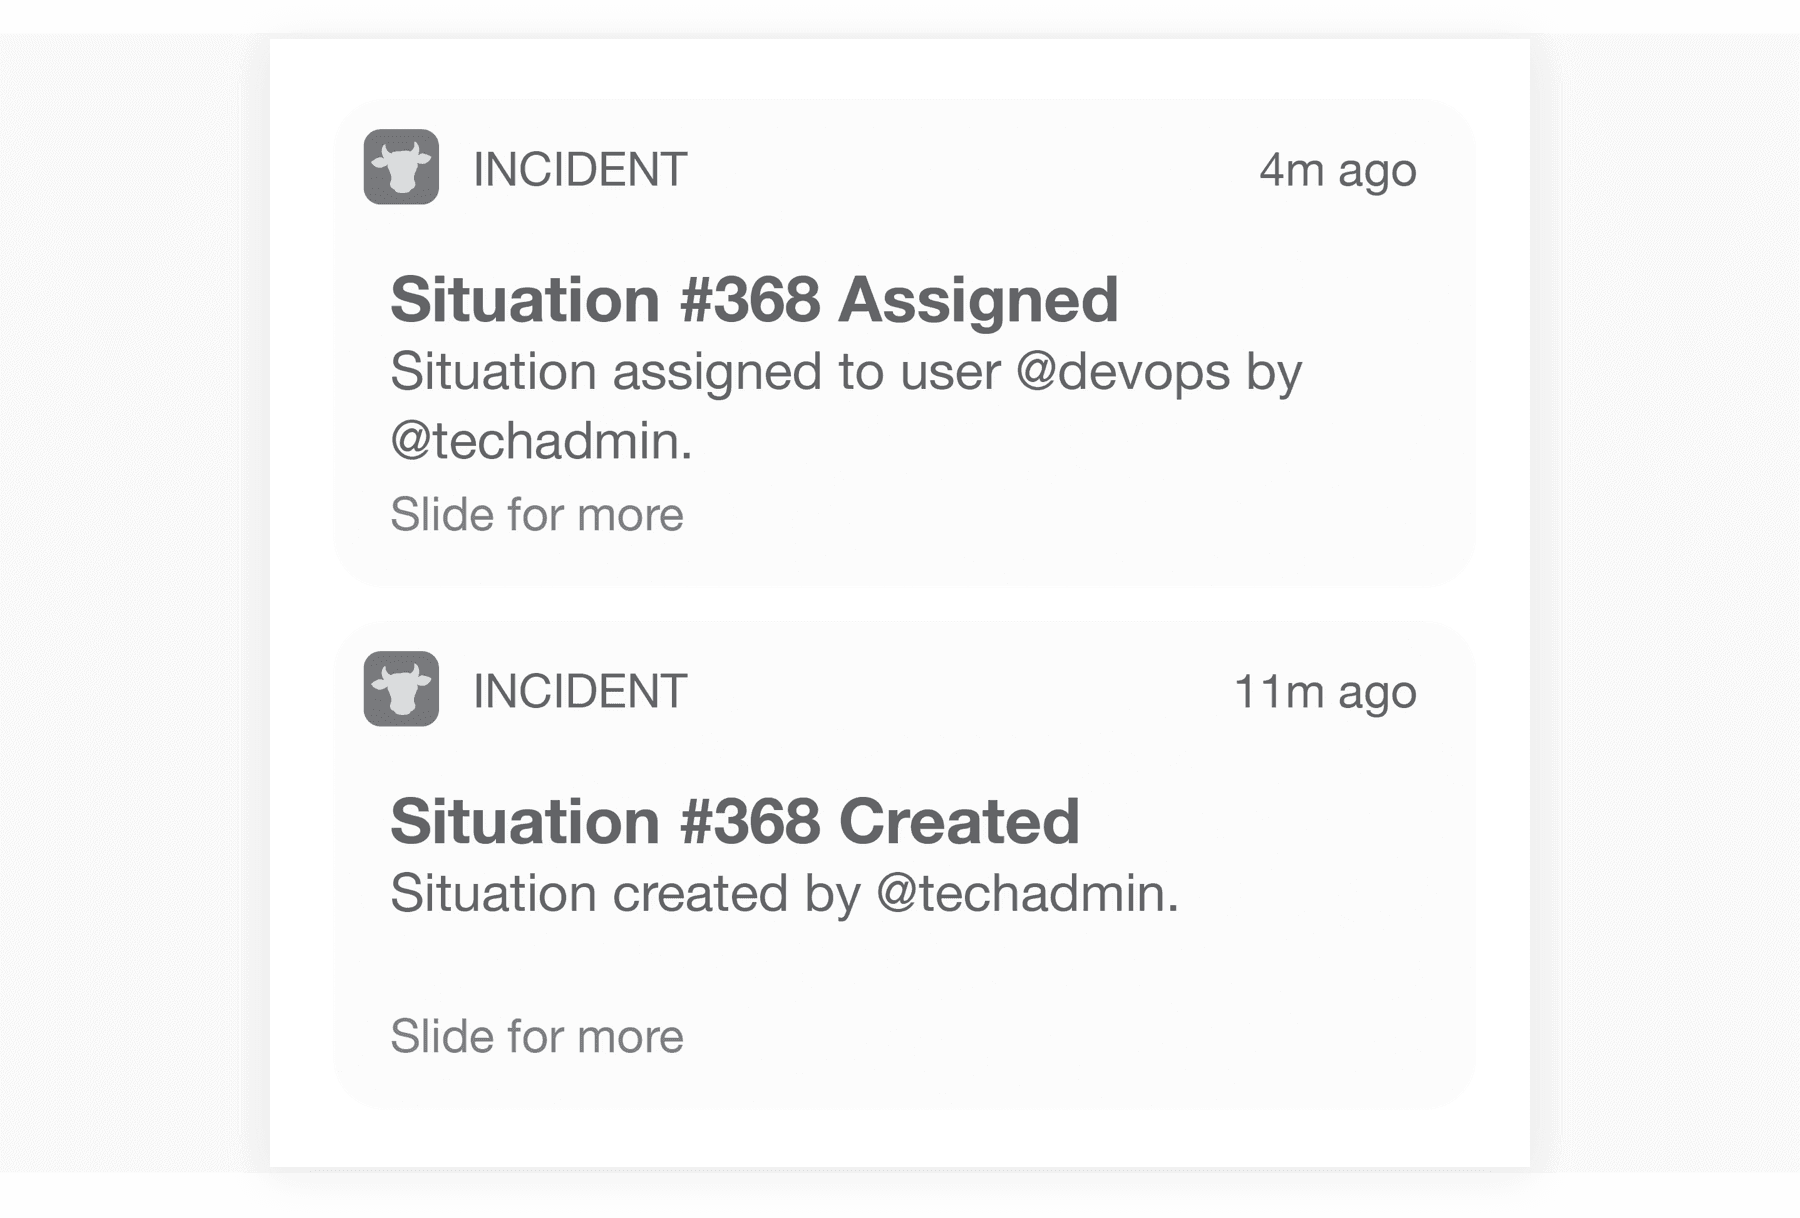 INCIDENT 4m ago
Situation #368 Assigned
Situation assigned to user @devops by
@techadmin.
Slide for more
INCIDENT 11m ago
Situation #368 Created
Situation created by @techadmin.
Slide for more